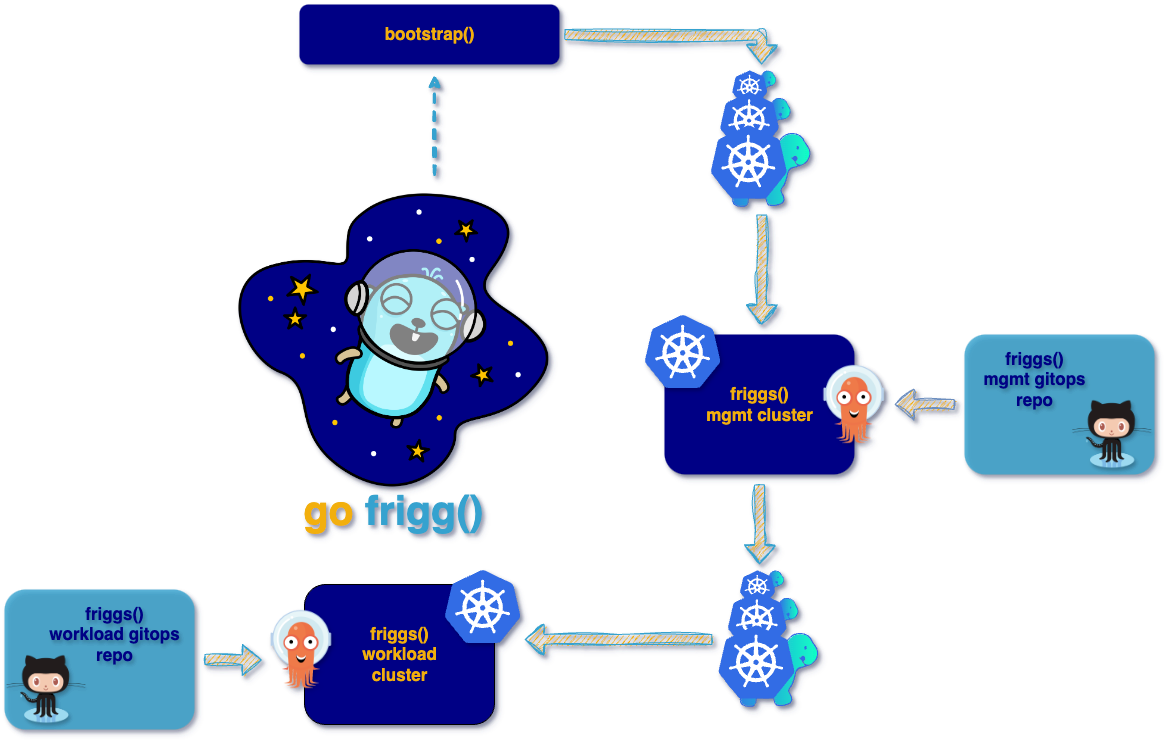 bootstrap()
friggs()
mgmt cluster
friggs()
mgmt gitops
repo
go frigg()
friggs()
workload gitops
repo
friggs()
workload
cluster